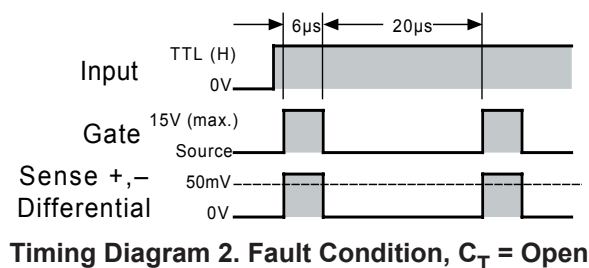 6µs 20µs
Input TTL (H)
0V
Gate 15V (max.)
Source
Sense +,–
Differential
50mV
0V
Timing Diagram 2. Fault Condition, C_T = Open